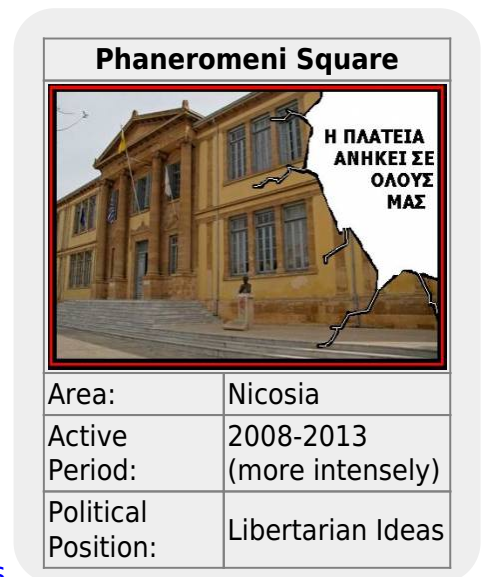 Phaneromeni Square
Η ΠΛΑΤΕΙΑ
ΑΝΗΚΕΙ ΣΕ
ΟΛΟΥΣ
ΜΑΣ
Area: Nicosia
Active Period: 2008-2013 (more intensely)
Political Position: Libertarian Ideas
s